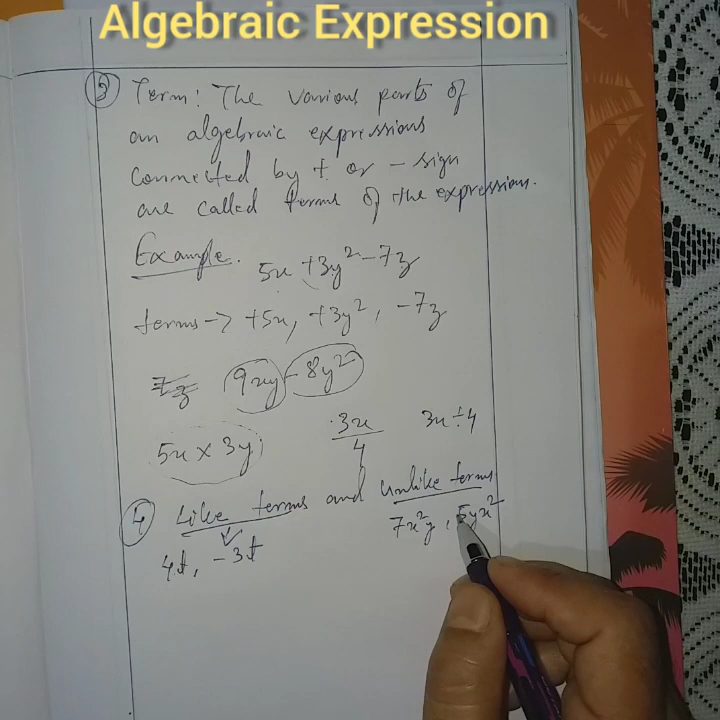 Algebraic Expression
③ Term: The various parts of
an algebraic expressions
connected by + or - sign
are called terms of the expression.
Example. 5x + 3y² - 7z
terms -> +5x, +3y², -7z
9xy - 8y²
5x × 3y 3x/4 3x ÷ 4
④ Like terms and Unlike terms
4t, -3t 7x²y, 5yx²